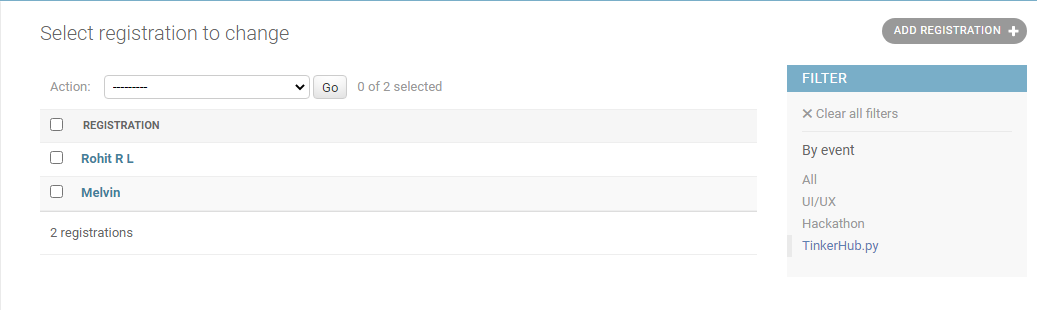 Select registration to change
ADD REGISTRATION +
Action: --------- Go 0 of 2 selected
REGISTRATION
Rohit R L
Melvin
2 registrations
FILTER
✕ Clear all filters
By event
All
UI/UX
Hackathon
TinkerHub.py